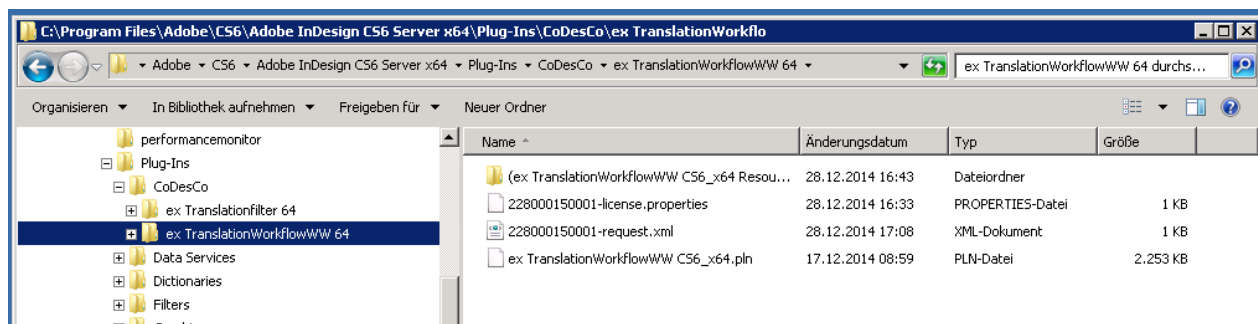 C:\Program Files\Adobe\CS6\Adobe InDesign CS6 Server x64\Plug-Ins\CoDesCo\ex TranslationWorkflo
Adobe CS6 Adobe InDesign CS6 Server x64 Plug-Ins CoDesCo ex TranslationWorkflowWW 64 ex TranslationWorkflowWW 64 durchs...
Organisieren In Bibliothek aufnehmen Freigeben für Neuer Ordner
performancemonitor
Plug-Ins
CoDesCo
ex Translationfilter 64
ex TranslationWorkflowWW 64
Data Services
Dictionaries
Filters
Name Änderungsdatum Typ Größe
(ex TranslationWorkflowWW CS6_x64 Resou... 28.12.2014 16:43 Dateiordner
228000150001-license.properties 28.12.2014 16:33 PROPERTIES-Datei 1 KB
228000150001-request.xml 28.12.2014 17:08 XML-Dokument 1 KB
ex TranslationWorkflowWW CS6_x64.pln 17.12.2014 08:59 PLN-Datei 2.253 KB